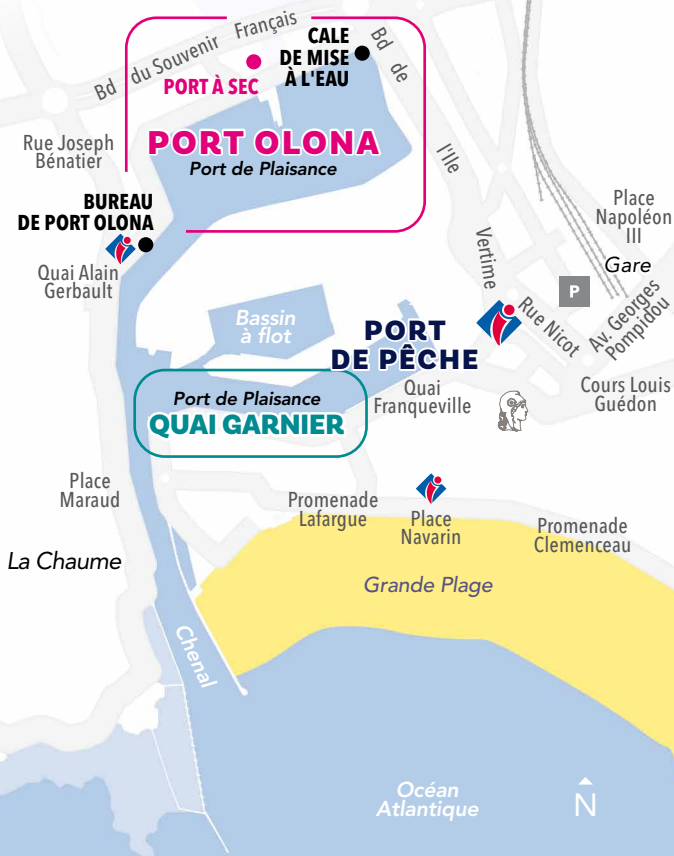 Bd du Souvenir Français
CALE
DE MISE
À L'EAU
Bd de
l'Ile
Vertime
PORT À SEC
Rue Joseph
Bénatier
PORT OLONA
Port de Plaisance
BUREAU
DE PORT OLONA
Quai Alain
Gerbault
Place
Napoléon
III
Gare
P
Av. Georges
Pompidou
Rue Nicot
Bassin
à flot
PORT
DE PÊCHE
Port de Plaisance
QUAI GARNIER
Quai
Franqueville
Cours Louis
Guédon
Place
Maraud
Promenade
Lafargue
Place
Navarin
Promenade
Clemenceau
La Chaume
Grande Plage
Chenal
Océan
Atlantique
N